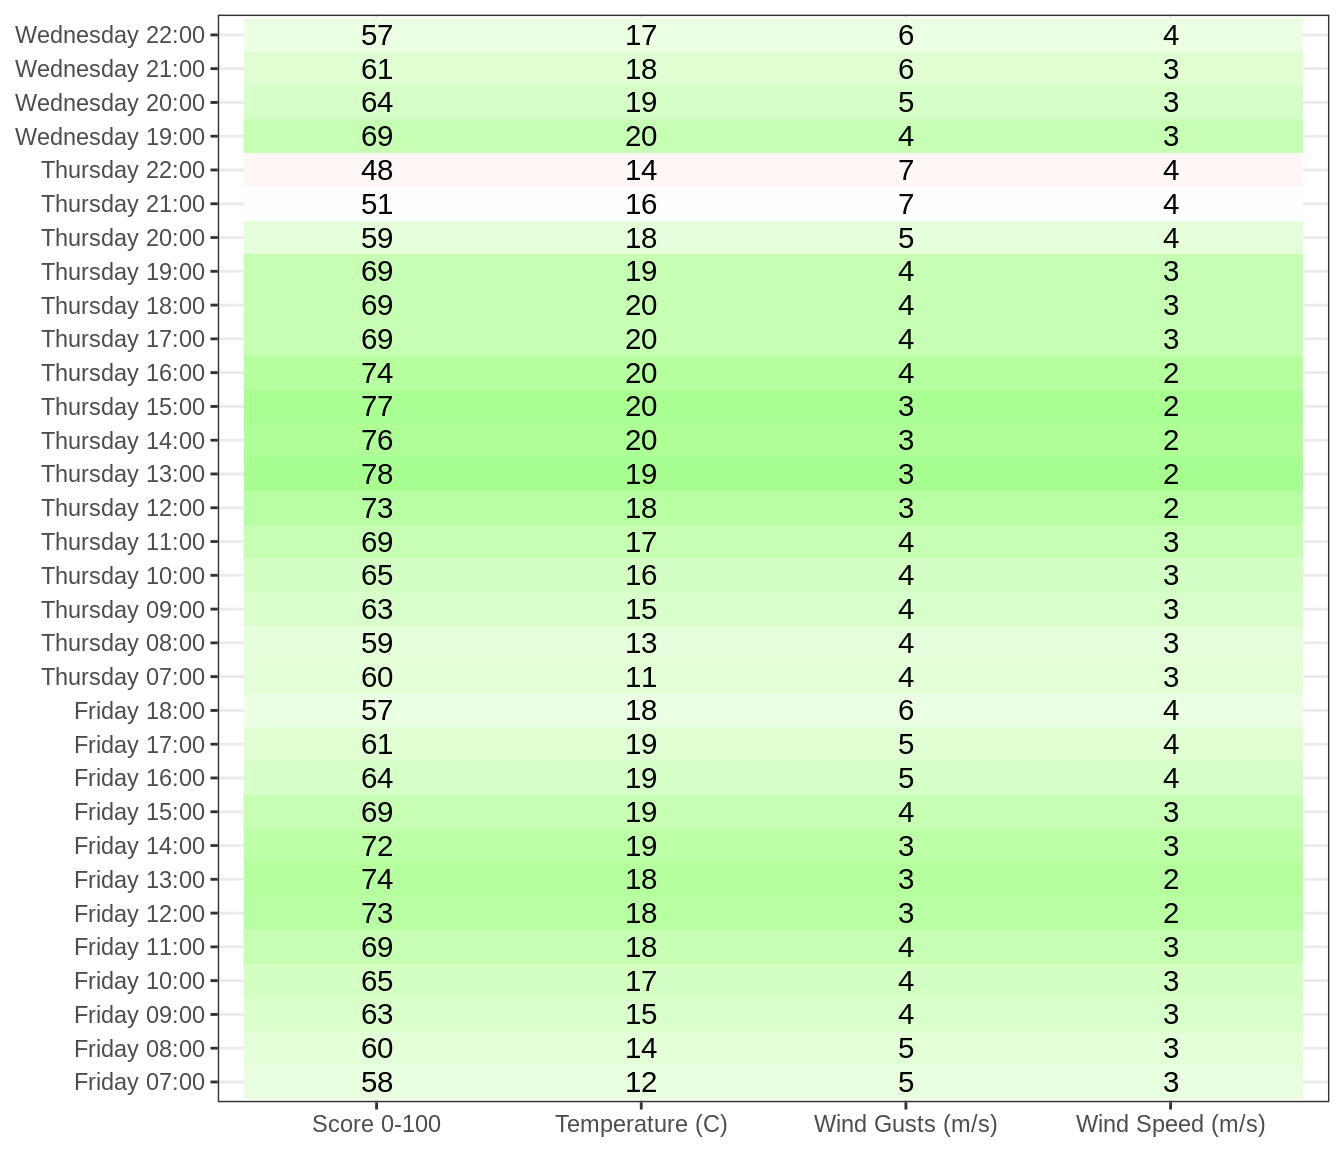 Wednesday 22:00 57 17 6 4
Wednesday 21:00 61 18 6 3
Wednesday 20:00 64 19 5 3
Wednesday 19:00 69 20 4 3
Thursday 22:00 48 14 7 4
Thursday 21:00 51 16 7 4
Thursday 20:00 59 18 5 4
Thursday 19:00 69 19 4 3
Thursday 18:00 69 20 4 3
Thursday 17:00 69 20 4 3
Thursday 16:00 74 20 4 2
Thursday 15:00 77 20 3 2
Thursday 14:00 76 20 3 2
Thursday 13:00 78 19 3 2
Thursday 12:00 73 18 3 2
Thursday 11:00 69 17 4 3
Thursday 10:00 65 16 4 3
Thursday 09:00 63 15 4 3
Thursday 08:00 59 13 4 3
Thursday 07:00 60 11 4 3
Friday 18:00 57 18 6 4
Friday 17:00 61 19 5 4
Friday 16:00 64 19 5 4
Friday 15:00 69 19 4 3
Friday 14:00 72 19 3 3
Friday 13:00 74 18 3 2
Friday 12:00 73 18 3 2
Friday 11:00 69 18 4 3
Friday 10:00 65 17 4 3
Friday 09:00 63 15 4 3
Friday 08:00 60 14 5 3
Friday 07:00 58 12 5 3
Score 0-100 Temperature (C) Wind Gusts (m/s) Wind Speed (m/s)